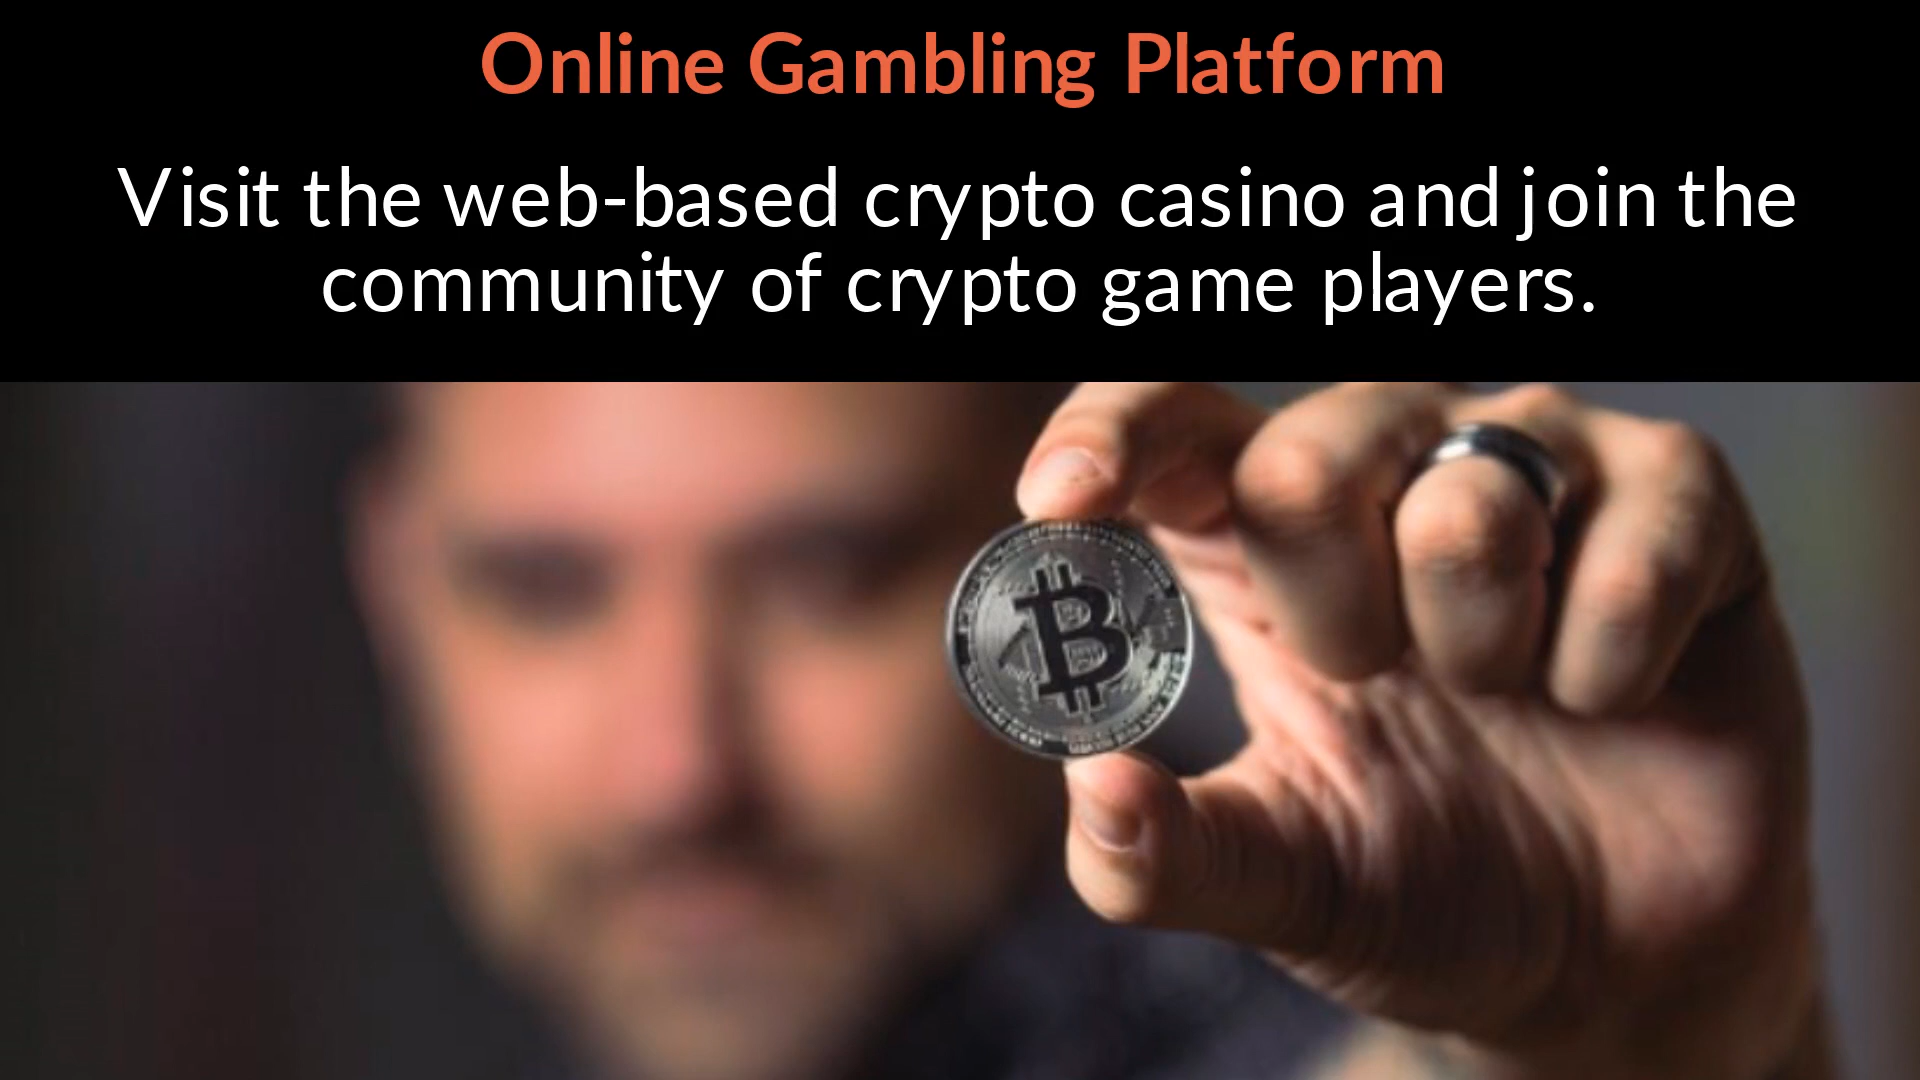 Online Gambling Platform
Visit the web-based crypto casino and join the
community of crypto game players.